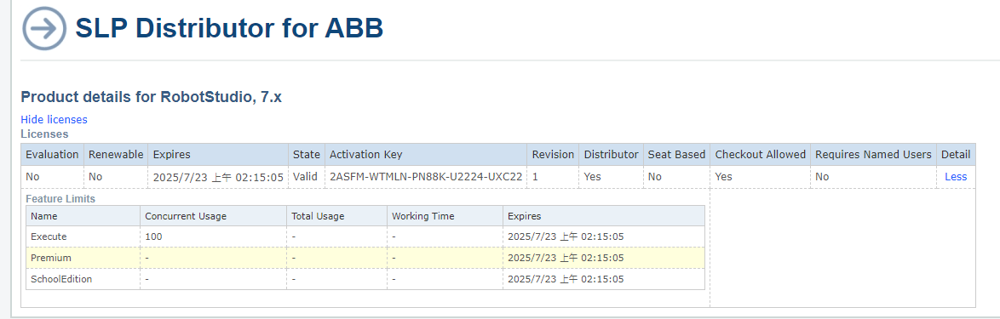 SLP Distributor for ABB
Product details for RobotStudio, 7.x
Hide licenses
Licenses
Evaluation Renewable Expires State Activation Key Revision Distributor Seat Based Checkout Allowed Requires Named Users Detail
No No 2025/7/23 上午 02:15:05 Valid 2ASFM-WTMLN-PN88K-U2224-UXC22 1 Yes No Yes No Less
Feature Limits
Name Concurrent Usage Total Usage Working Time Expires
Execute 100 - - 2025/7/23 上午 02:15:05
Premium - - - 2025/7/23 上午 02:15:05
SchoolEdition - - - 2025/7/23 上午 02:15:05